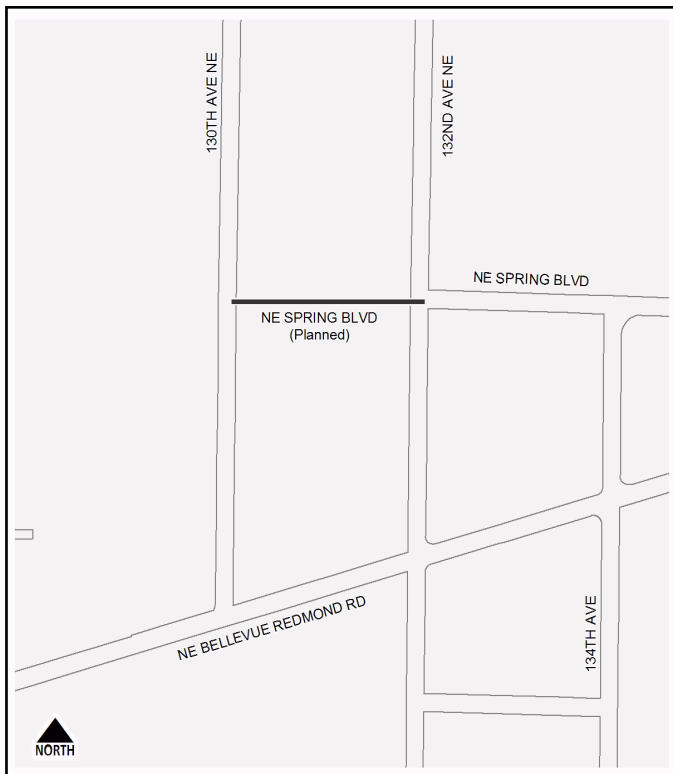 130TH AVE NE
132ND AVE NE
NE SPRING BLVD
NE SPRING BLVD
(Planned)
NE BELLEVUE REDMOND RD
134TH AVE
NORTH